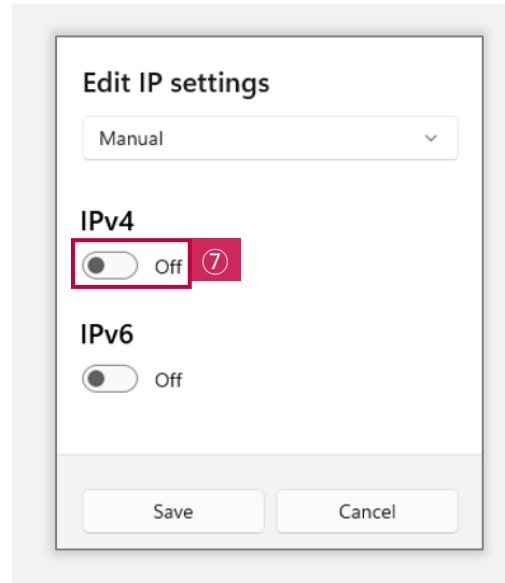 Edit IP settings
Manual
IPv4
Off ⑦
IPv6
Off
Save Cancel